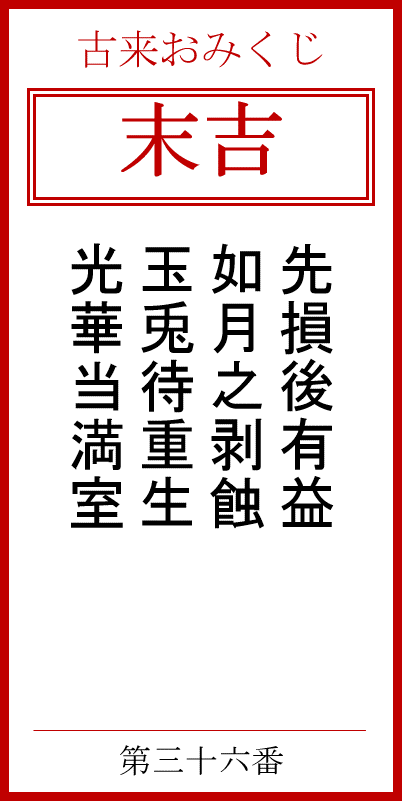 古来おみくじ
末吉
先損後有益
如月之剥蝕
玉兎待重生
光華当満室
第三十六番